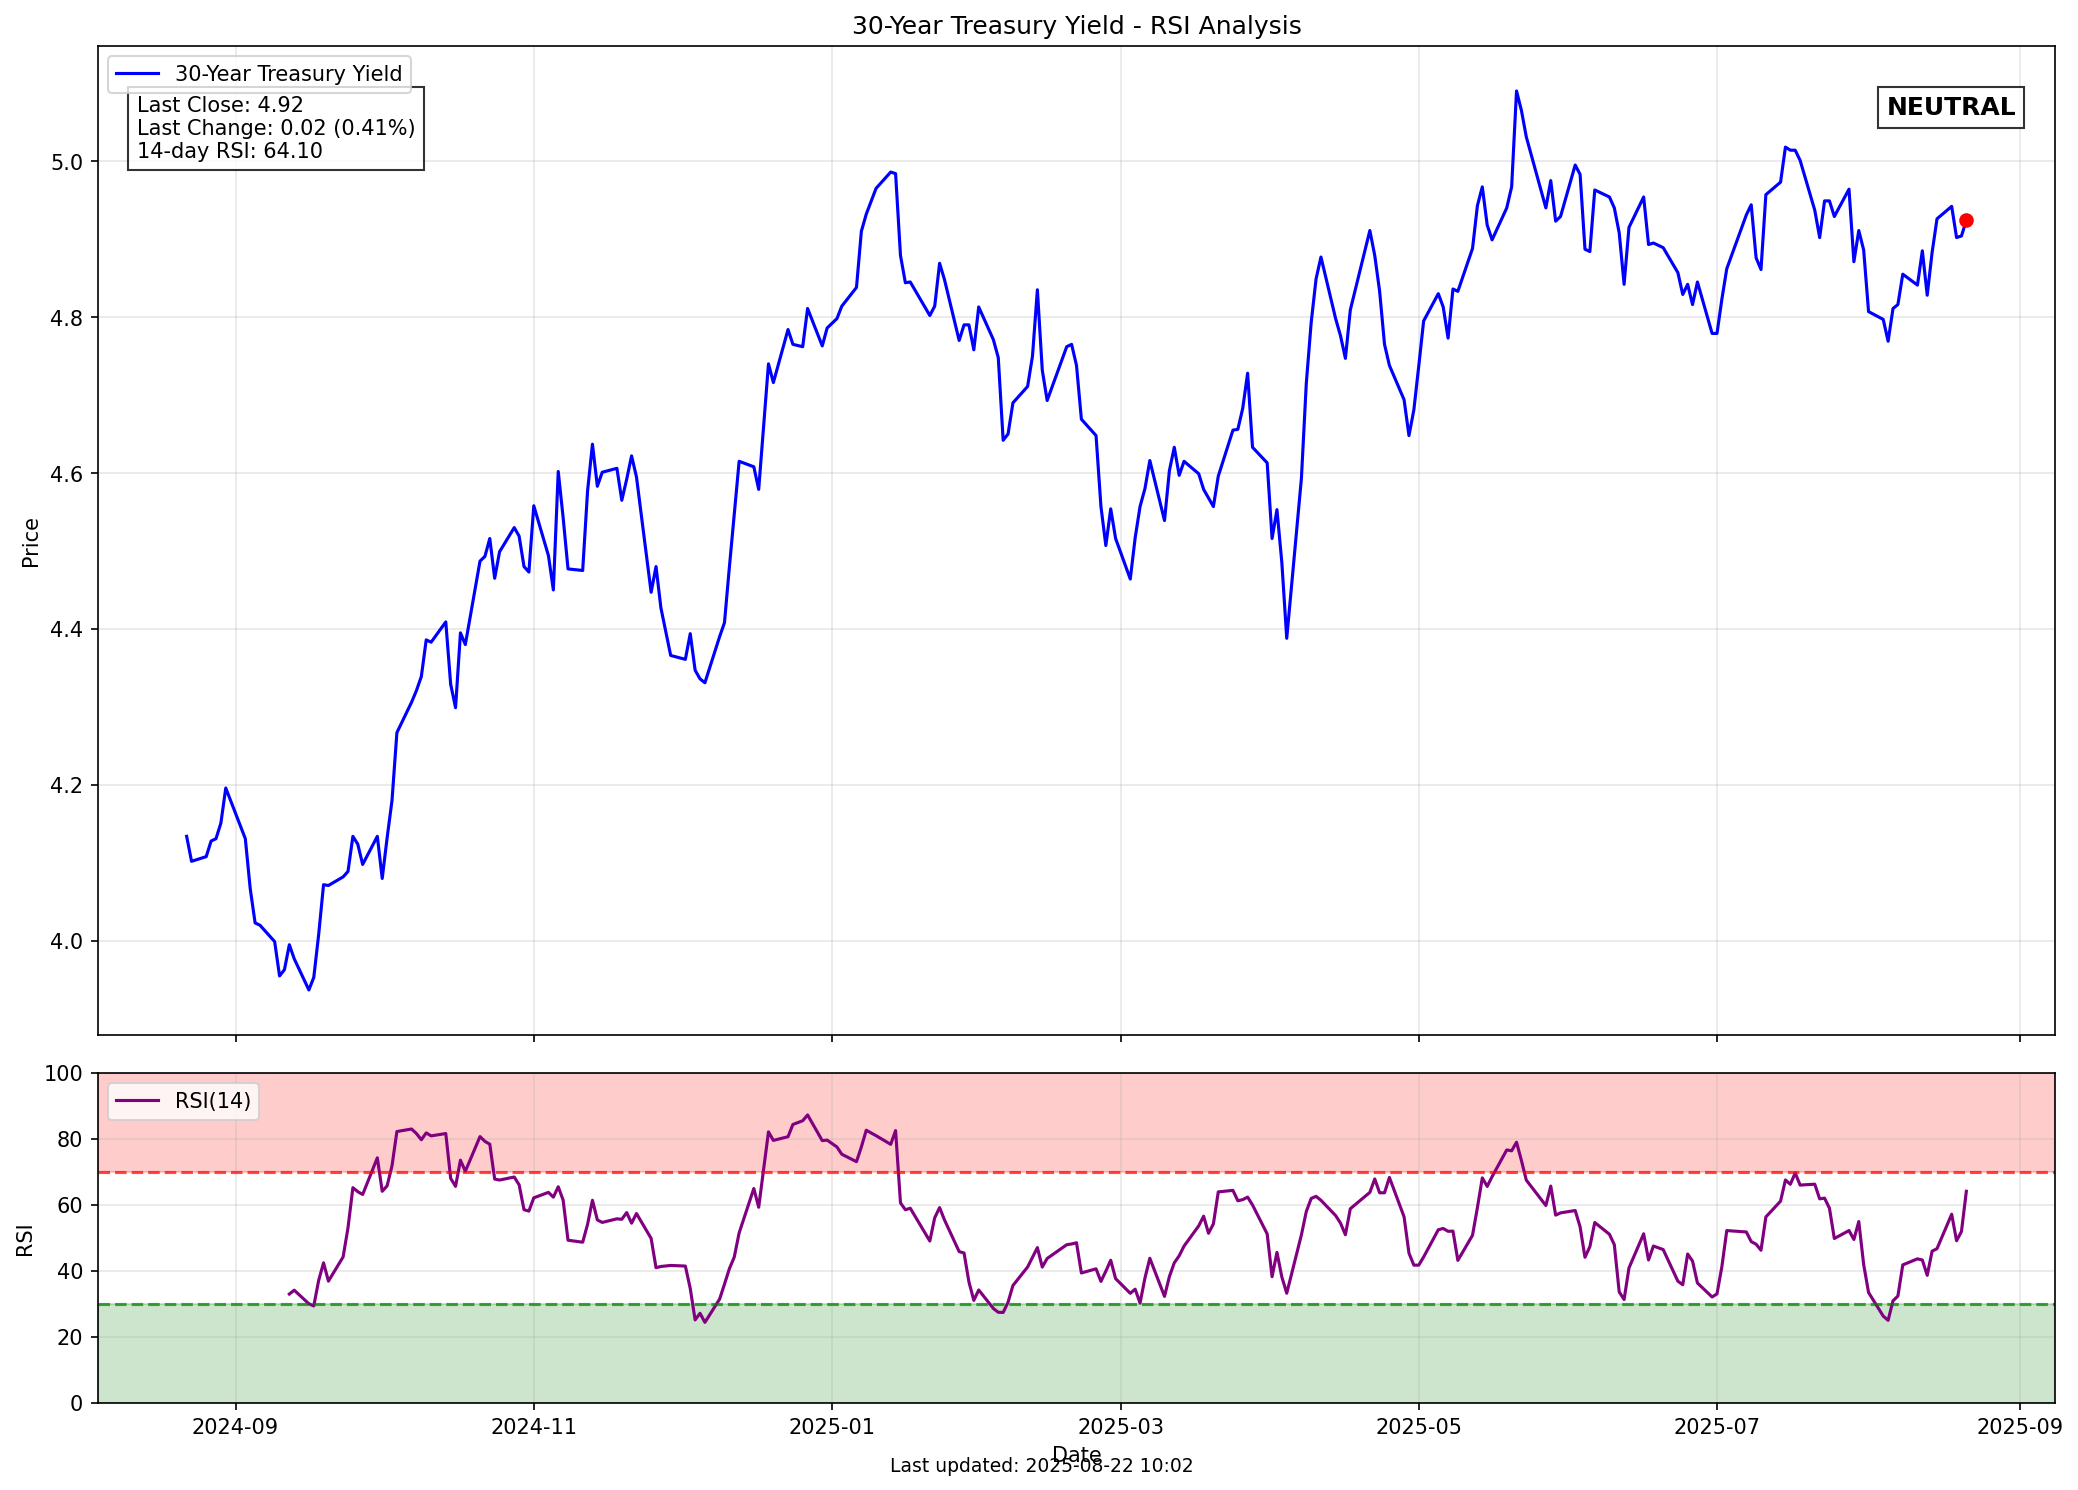 30-Year Treasury Yield - RSI Analysis
30-Year Treasury Yield
Last Close: 4.92
Last Change: 0.02 (0.41%)
14-day RSI: 64.10
NEUTRAL
Price
5.0
4.8
4.6
4.4
4.2
4.0
RSI(14)
RSI
100
80
60
40
20
0
2024-09 2024-11 2025-01 2025-03 2025-05 2025-07 2025-09
Date
Last updated: 2025-08-22 10:02